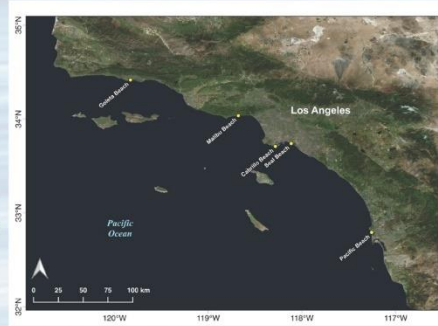 35°N
34°N
33°N
32°N
Goleta Beach
Malibu Beach
Los Angeles
Cabrillo Beach
Seal Beach
Pacific Beach
Pacific
Ocean
0 25 50 75 100 km
120°W
119°W
118°W
117°W